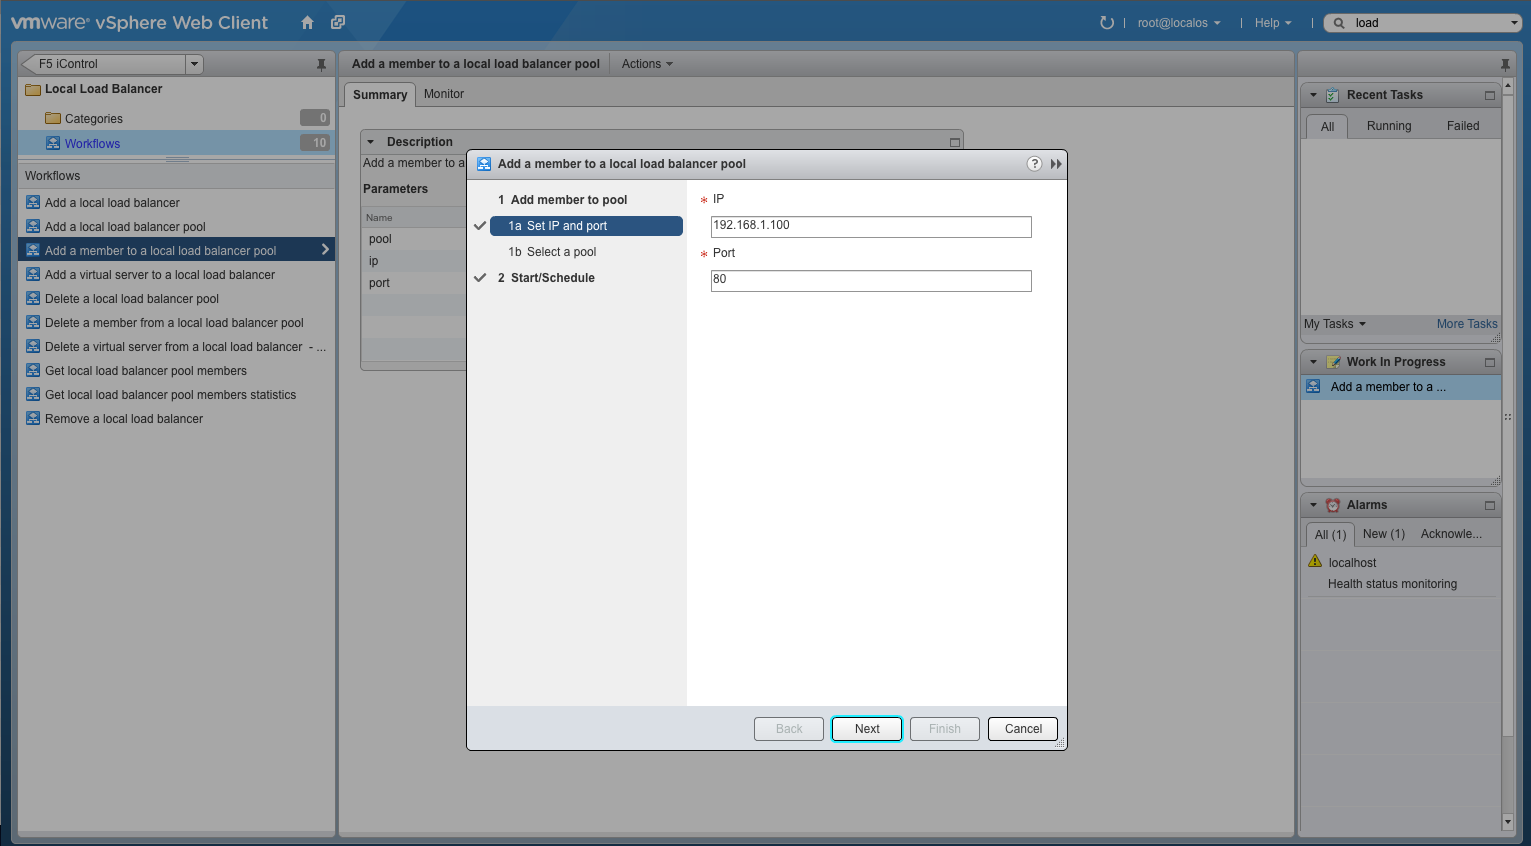 vmware® vSphere Web Client
root@localos
Help
load
F5 iControl
Local Load Balancer
Categories 0
Workflows 10
Workflows
Add a local load balancer
Add a local load balancer pool
Add a member to a local load balancer pool
Add a virtual server to a local load balancer
Delete a local load balancer pool
Delete a member from a local load balancer pool
Delete a virtual server from a local load balancer - ...
Get local load balancer pool members
Get local load balancer pool members statistics
Remove a local load balancer
Add a member to a local load balancer pool
Actions
Summary
Monitor
Description
Add a member to a
Parameters
Name
pool
ip
port
Add a member to a local load balancer pool
?
1 Add member to pool
1a Set IP and port
1b Select a pool
2 Start/Schedule
* IP
192.168.1.100
* Port
80
Back
Next
Finish
Cancel
Recent Tasks
All
Running
Failed
My Tasks
More Tasks
Work In Progress
Add a member to a ...
Alarms
All (1)
New (1)
Acknowle...
localhost
Health status monitoring